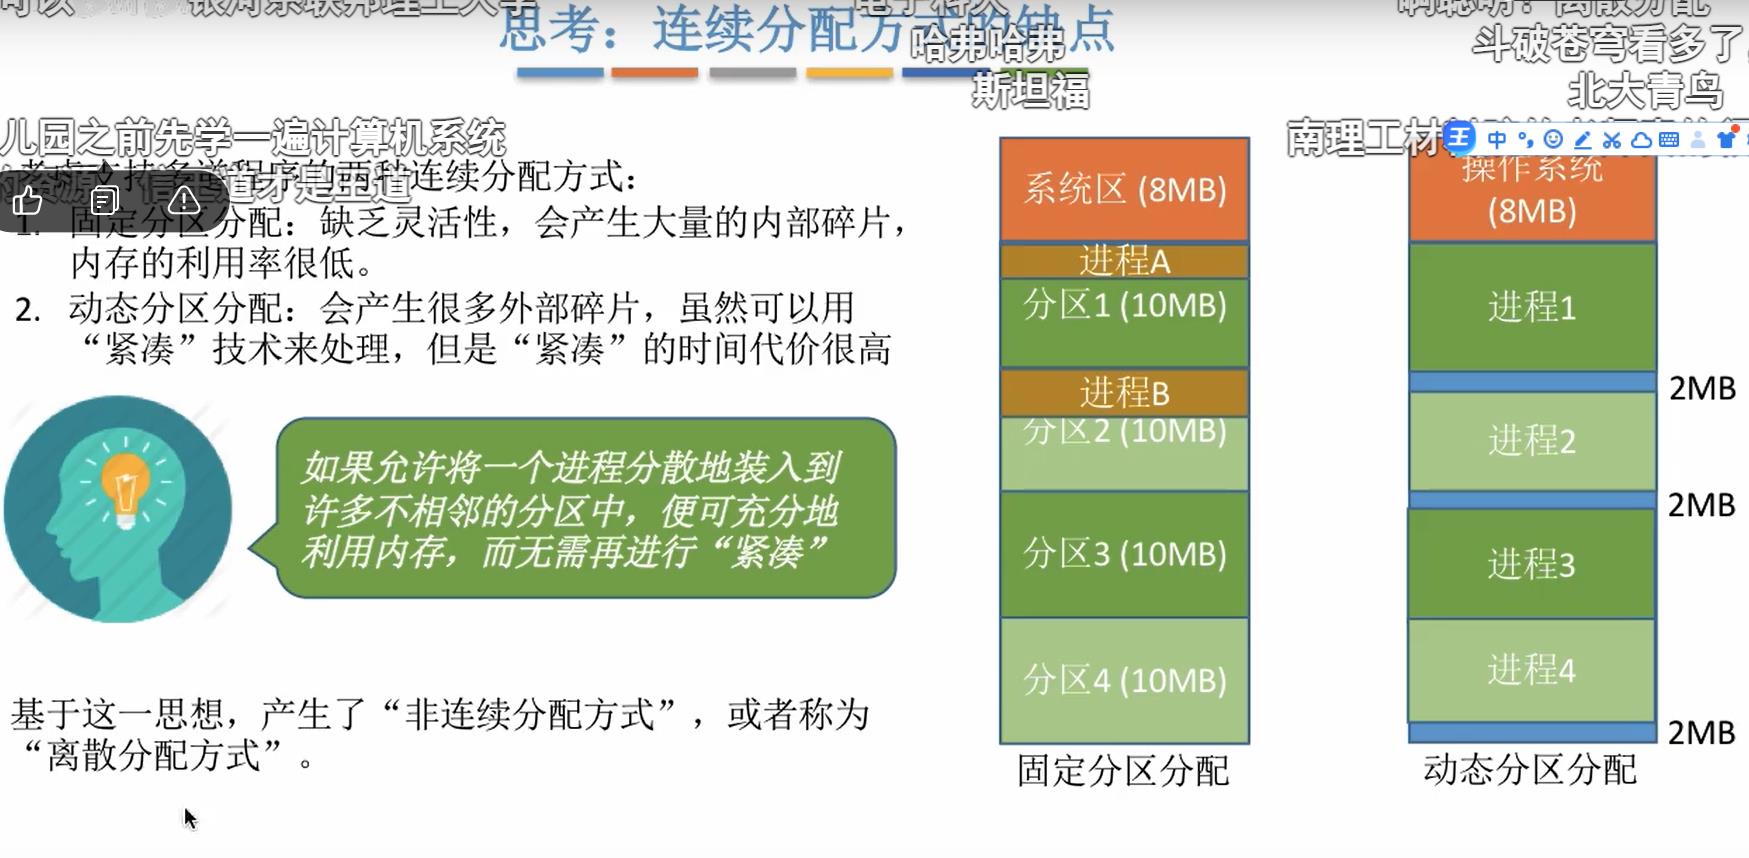 思考：连续分配方式的缺点
哈弗哈弗
斯坦福
斗破苍穹看多了
北大青鸟
儿园之前先学一遍计算机系统
南理工材
中
考虑支持多道程序的两种连续分配方式：
道才是王道
1. 固定分区分配：缺乏灵活性，会产生大量的内部碎片，
内存的利用率很低。
2. 动态分区分配：会产生很多外部碎片，虽然可以用
“紧凑”技术来处理，但是“紧凑”的时间代价很高
如果允许将一个进程分散地装入到
许多不相邻的分区中，便可充分地
利用内存，而无需再进行“紧凑”
基于这一思想，产生了“非连续分配方式”，或者称为
“离散分配方式”。
系统区 (8MB)
进程A
分区1 (10MB)
进程B
分区2 (10MB)
分区3 (10MB)
分区4 (10MB)
固定分区分配
操作系统
(8MB)
进程1
2MB
进程2
2MB
进程3
进程4
2MB
动态分区分配